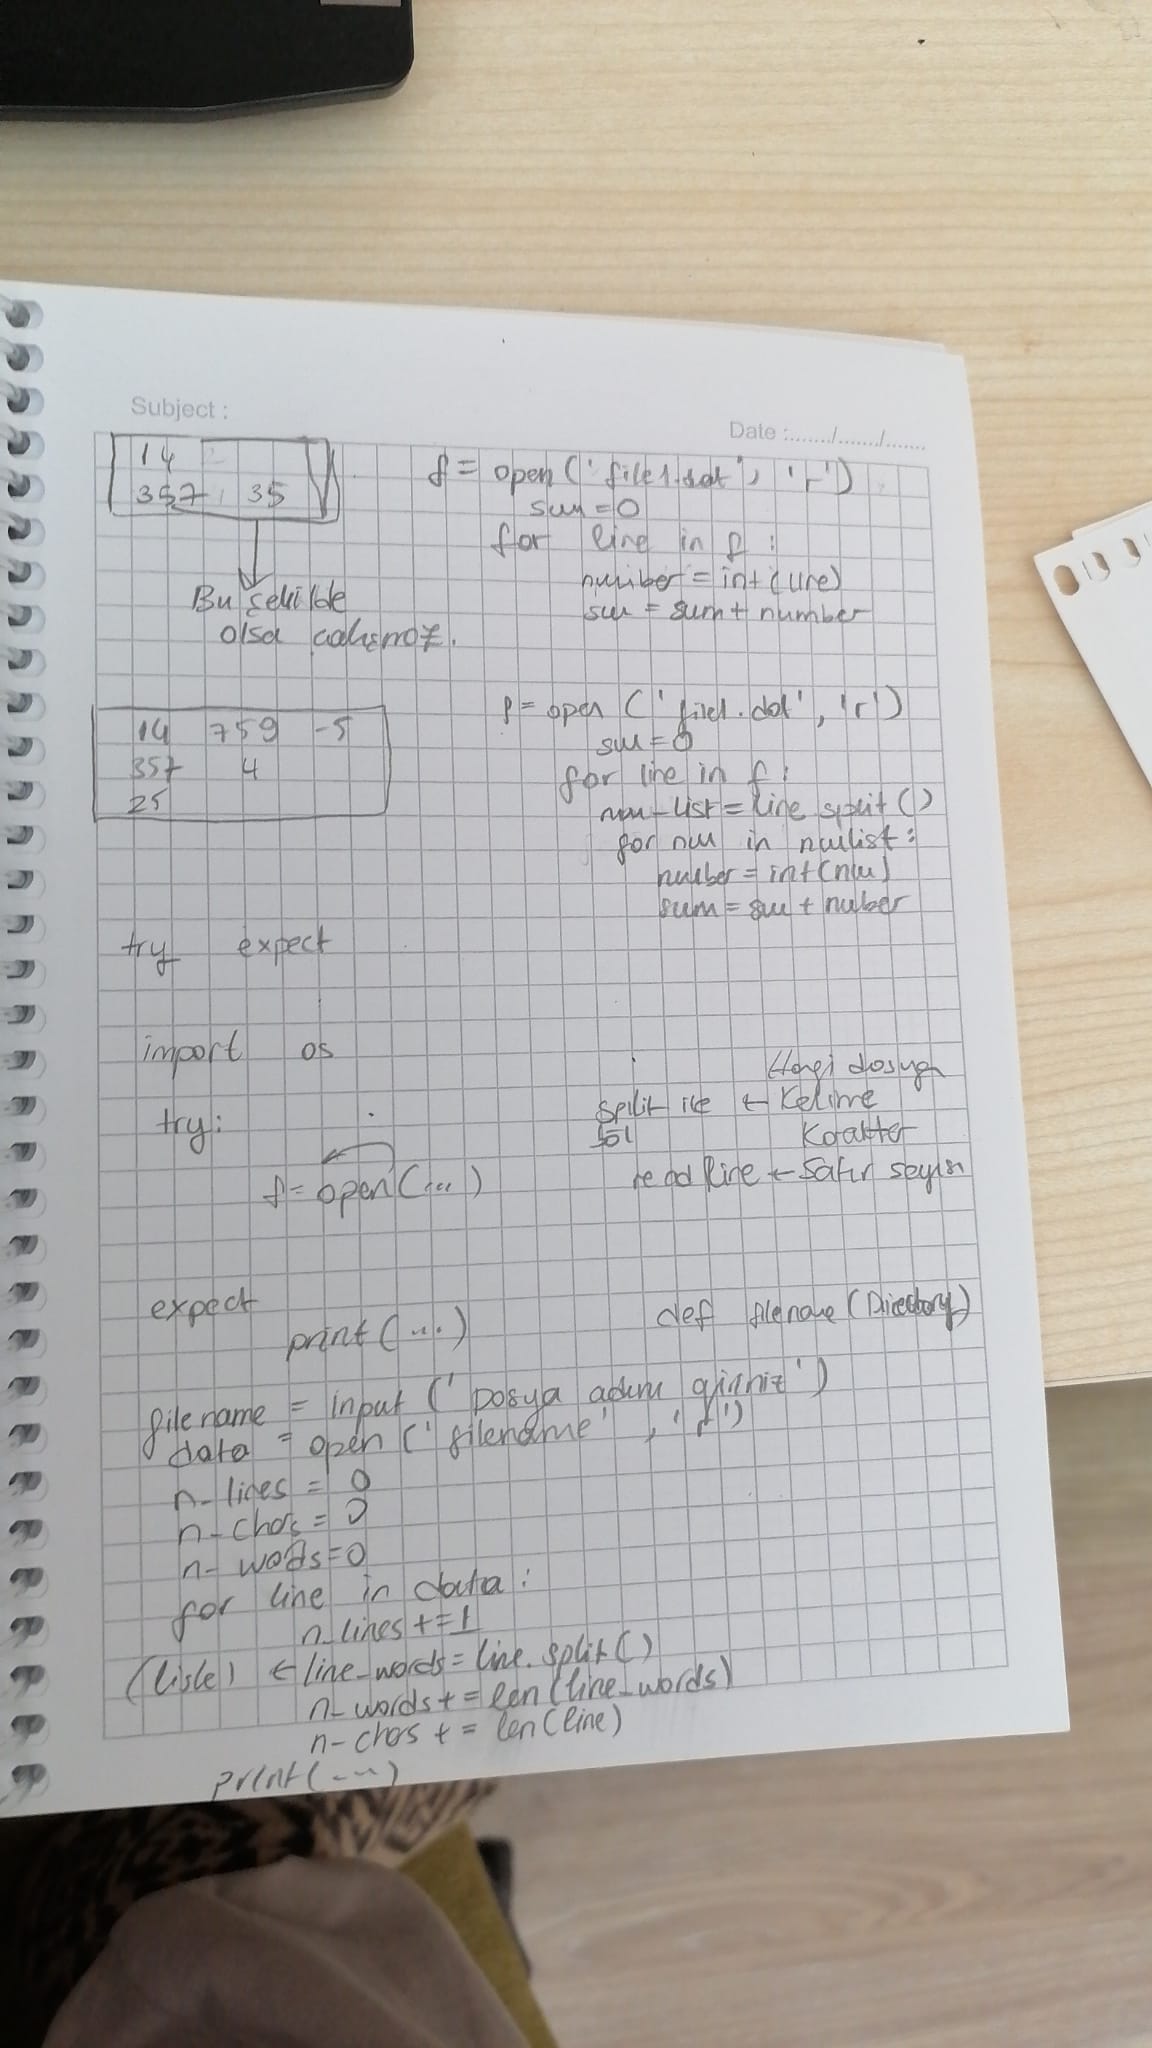 Subject :
Date :......./......./.......
14
357 35
f = open('file1.dat', 'r')
sum = 0
for line in f :
number = int(line)
sum = sum + number
Bu şekilde
olsa çalışmaz.
14 759 -5
357 4
25
f = open ('file1.dat', 'r')
sum = 0
for line in f :
num_list = line.split()
for num in numlist :
number = int(num)
sum = sum + number
try expect
import os
Hangi dosya
split ile ← Kelime
Karakter
readline ← Satır sayısı
try :
f = open(...)
expect
print(...)
def filename (Directory)
filename = input ('Dosya adını giriniz')
data = open ('filename' , 'r')
n_lines = 0
n_chars = 0
n_words = 0
for line in data :
n_lines += 1
(liste) ← line_words = line.split()
n_words += len(line_words)
n_chars += len(line)
print(...)